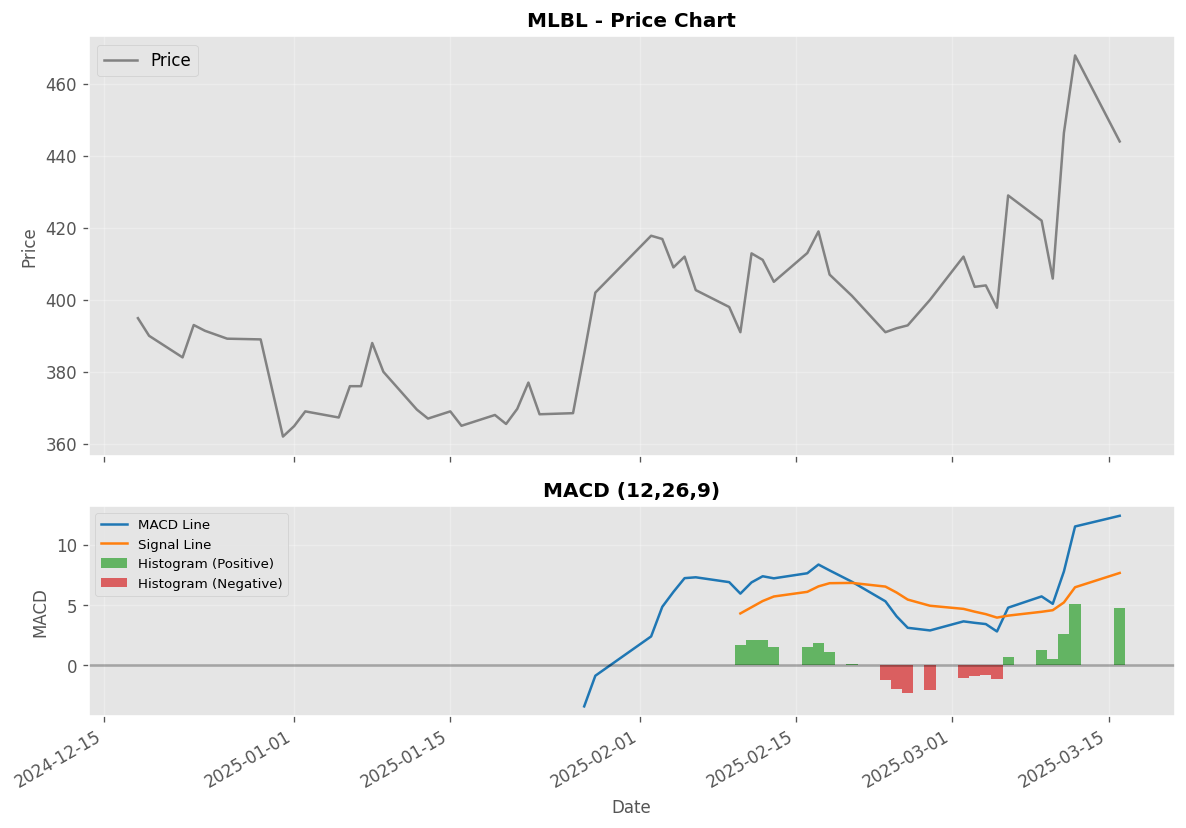 MLBL - Price Chart
Price
460
440
420
400
380
360
Price
MACD (12,26,9)
MACD Line
Signal Line
Histogram (Positive)
Histogram (Negative)
10
5
0
MACD
2024-12-15
2025-01-01
2025-01-15
2025-02-01
2025-02-15
2025-03-01
2025-03-15
Date